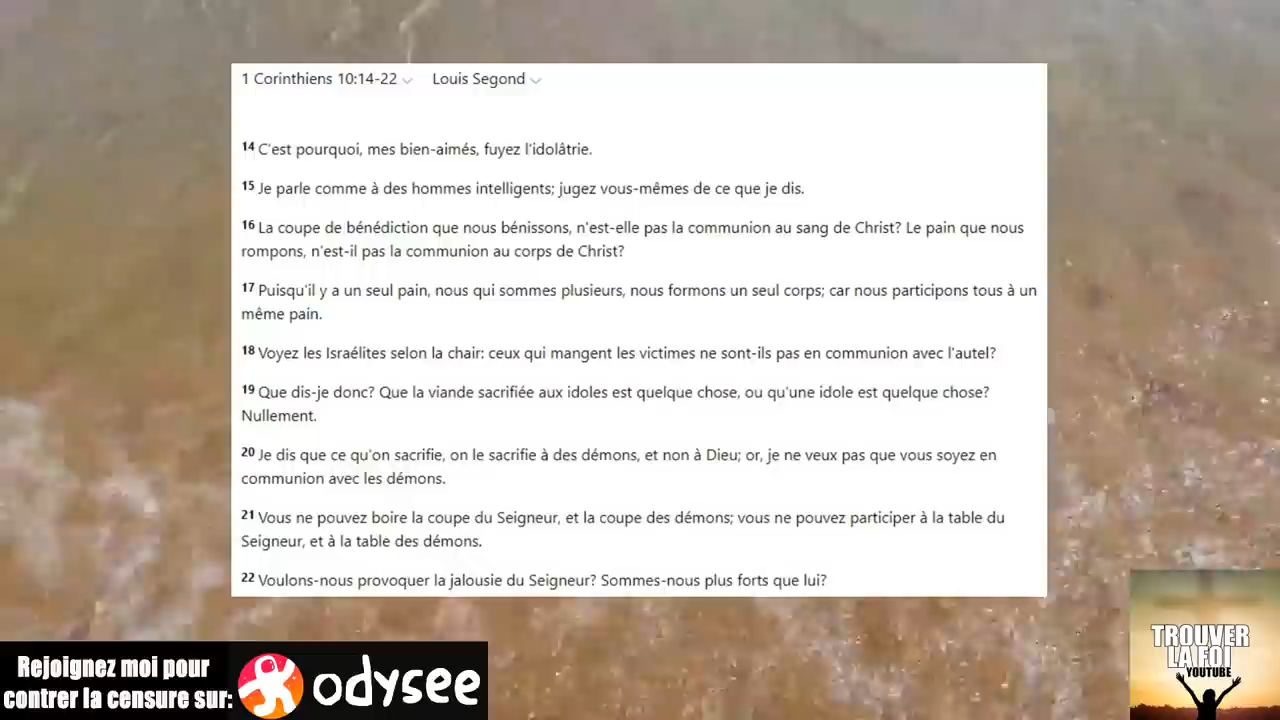 1 Corinthiens 10:14-22 Louis Segond
14 C'est pourquoi, mes bien-aimés, fuyez l'idolâtrie.
15 Je parle comme à des hommes intelligents; jugez vous-mêmes de ce que je dis.
16 La coupe de bénédiction que nous bénissons, n'est-elle pas la communion au sang de Christ? Le pain que nous
rompons, n'est-il pas la communion au corps de Christ?
17 Puisqu'il y a un seul pain, nous qui sommes plusieurs, nous formons un seul corps; car nous participons tous à un
même pain.
18 Voyez les Israélites selon la chair: ceux qui mangent les victimes ne sont-ils pas en communion avec l'autel?
19 Que dis-je donc? Que la viande sacrifiée aux idoles est quelque chose, ou qu'une idole est quelque chose?
Nullement.
20 Je dis que ce qu'on sacrifie, on le sacrifie à des démons, et non à Dieu; or, je ne veux pas que vous soyez en
communion avec les démons.
21 Vous ne pouvez boire la coupe du Seigneur, et la coupe des démons; vous ne pouvez participer à la table du
Seigneur, et à la table des démons.
22 Voulons-nous provoquer la jalousie du Seigneur? Sommes-nous plus forts que lui?
Rejoignez moi pour
contrer la censure sur:
odysee
TROUVER
LA FOI
YOUTUBE